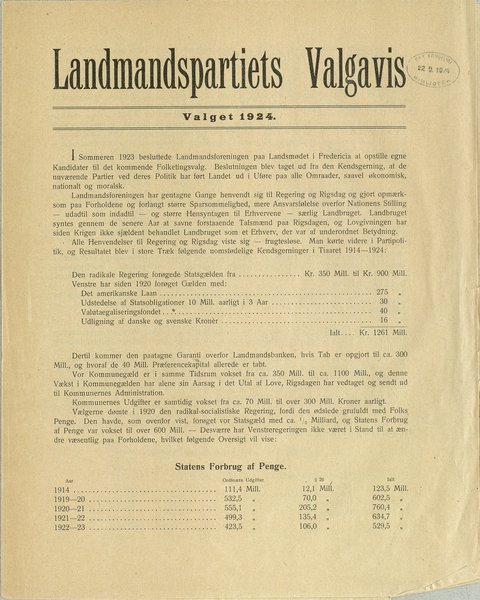 Landmandspartiets Valgavis
22 9. 1974
Valget 1924.
I Sommeren 1923 besluttede Landmandsforeningen paa Landsmødet i Fredericia at opstille egne
Kandidater til det kommende Folketingsvalg. Beslutningen blev taget ud fra den Kendsgerning, at de
nuværende Partier ved deres Politik har ført Landet ud i Uføre paa alle Omraader, saavel økonomisk,
nationalt og moralsk.
Landmandsforeningen har gentagne Gange henvendt sig til Regering og Rigsdag og gjort opmærk-
som paa Forholdene og forlangt større Sparsommelighed, mere Ansvarsfølelse overfor Nationens Stilling
— udadtil som indadtil — og større Hensyntagen til Erhvervene — særlig Landbruget. Landbruget
syntes gennem de senere Aar at savne forstaaende Talsmænd paa Rigsdagen, og Lovgivningen har
siden Krigen ikke sjældent behandlet Landbruget som et Erhverv, der var af underordnet Betydning.
Alle Henvendelser til Regering og Rigsdag viste sig — frugtesløse. Man kørte videre i Partipoli-
tik, og Resultatet blev i store Træk følgende nomstødelige Kendsgerninger i Tiaaret 1914—1924:
Den radikale Regering forøgede Statsgælden fra ............... Kr. 350 Mill. til Kr. 900 Mill.
Venstre har siden 1920 forøget Gælden med:
Det amerikanske Laan .................... 275 „
Udstedelse af Statsobligationer 10 Mill. aarligt i 3 Aar .................... 30 „
Valutaegaliseringsfondet .................... 40 „
Udligning af danske og svenske Kroner .................... 16 „
Ialt.... Kr. 1261 Mill.
Dertil kommer den paatagne Garanti overfor Landmandsbanken, hvis Tab er opgjort til ca. 300
Mill., og hvoraf de 40 Mill. Præferencekapital allerede er tabt.
Vor Kommunegæld er i samme Tidsrum vokset fra ca. 350 Mill. til ca. 1100 Mill., og denne
Vækst i Kommunegælden har alene sin Aarsag i det Utal af Love, Rigsdagen har vedtaget og sendt ud
til Kommunernes Administration.
Kommunernes Udgifter er samtidig vokset fra ca. 70 Mill. til over 300 Mill. Kroner aarligt.
Vælgerne dømte i 1920 den radikal-socialistiske Regering, fordi den ødslede grufuldt med Folks
Penge. Den havde, som ovenfor vist, forøget vor Statsgæld med ca. ½ Milliard, og Statens Forbrug
af Penge var vokset til over 600 Mill. — Desværre har Venstreregeringen ikke været i Stand til at æn-
dre væsentlig paa Forholdene, hvilket følgende Oversigt vil vise:
Statens Forbrug af Penge.
Aar Ordinære Udgifter § 26 Ialt
1914 .................... 111,4 Mill. 12,1 Mill. 123,5 Mill.
1919—20 .................... 532,5 „ 70,0 „ 602,5 „
1920—21 .................... 555,1 „ 205,2 „ 760,4 „
1921—22 .................... 499,3 „ 135,4 „ 634,7 „
1922—23 .................... 423,5 „ 106,0 „ 529,5 „